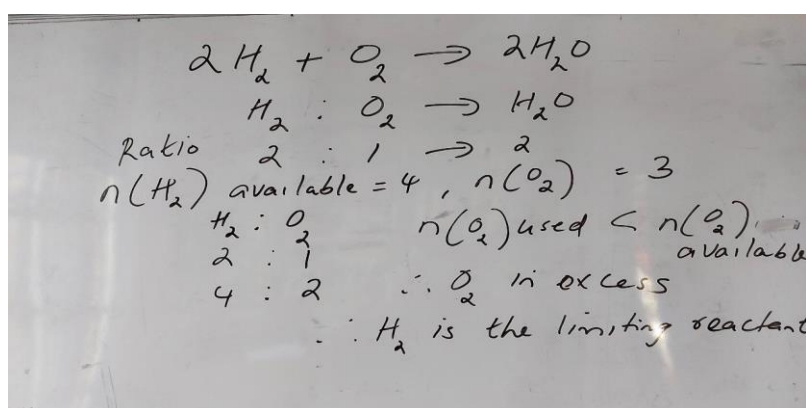 2H₂ + O₂ → 2H₂O
H₂ : O₂ → H₂O
Ratio 2 : 1 → 2
n(H₂) available = 4, n(O₂) = 3
H₂ : O₂ n(O₂) used < n(O₂)
2 : 1 available
4 : 2 ∴ O₂ in excess
∴ H₂ is the limiting reactant